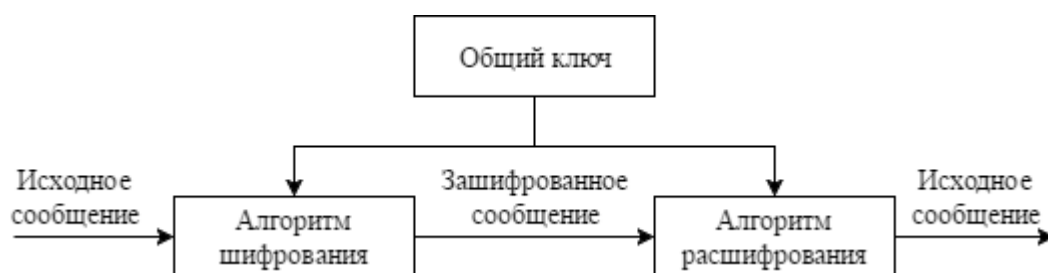 Общий ключ
Исходное
сообщение
Алгоритм
шифрования
Зашифрованное
сообщение
Алгоритм
расшифрования
Исходное
сообщение